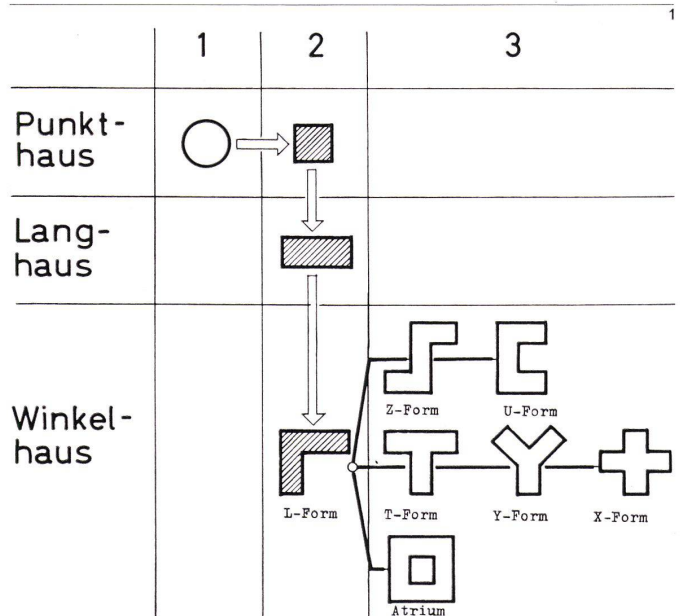 1
1
2
3
Punkt-
haus
Lang-
haus
Winkel-
haus
Z-Form
U-Form
L-Form
T-Form
Y-Form
X-Form
Atrium